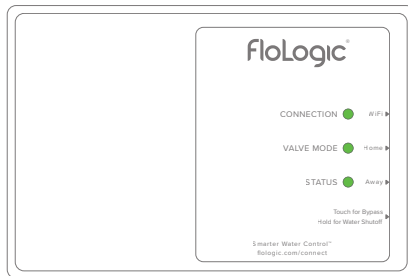 FloLogic®
CONNECTION WiFi
VALVE MODE Home
STATUS Away
Touch for Bypass
Hold for Water Shutoff
Smarter Water Control™
flologic.com/connect